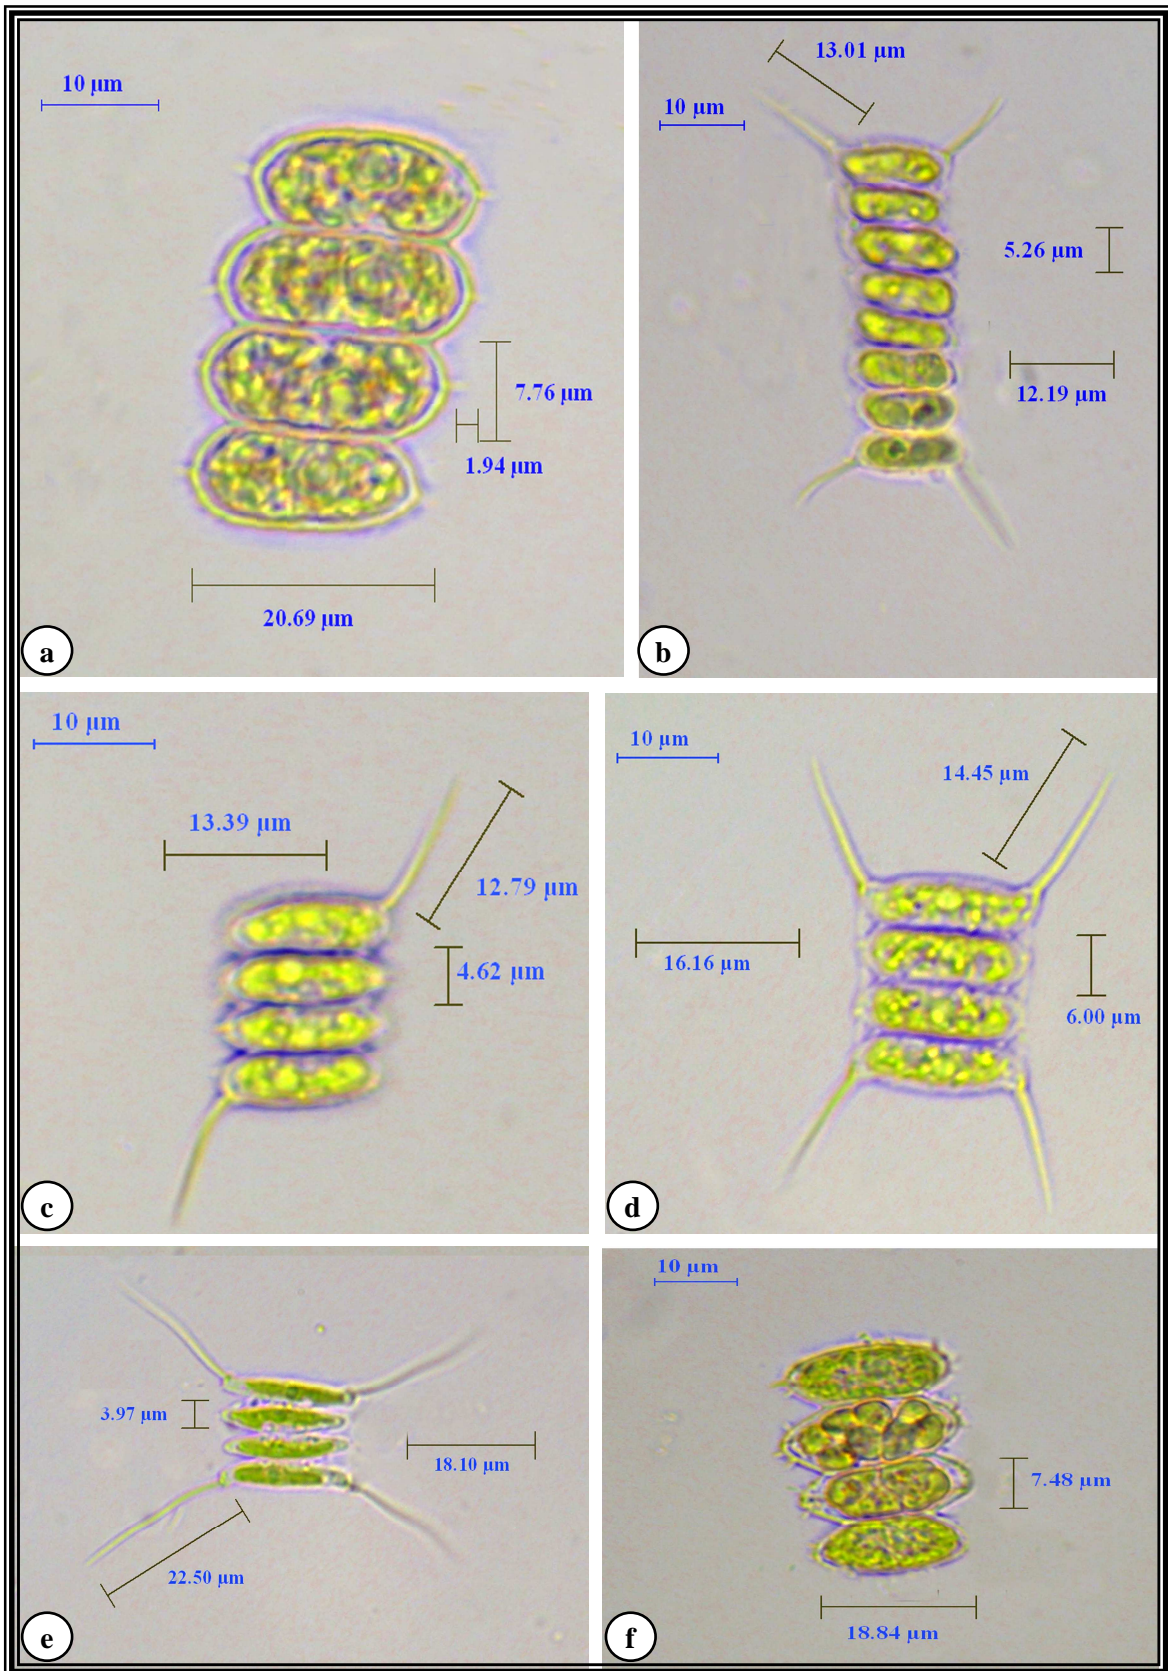 10 µm
7.76 µm
1.94 µm
20.69 µm
a
13.01 µm
10 µm
5.26 µm
12.19 µm
b
10 µm
13.39 µm
12.79 µm
4.62 µm
c
10 µm
14.45 µm
16.16 µm
6.00 µm
d
3.97 µm
18.10 µm
22.50 µm
e
10 µm
7.48 µm
18.84 µm
f